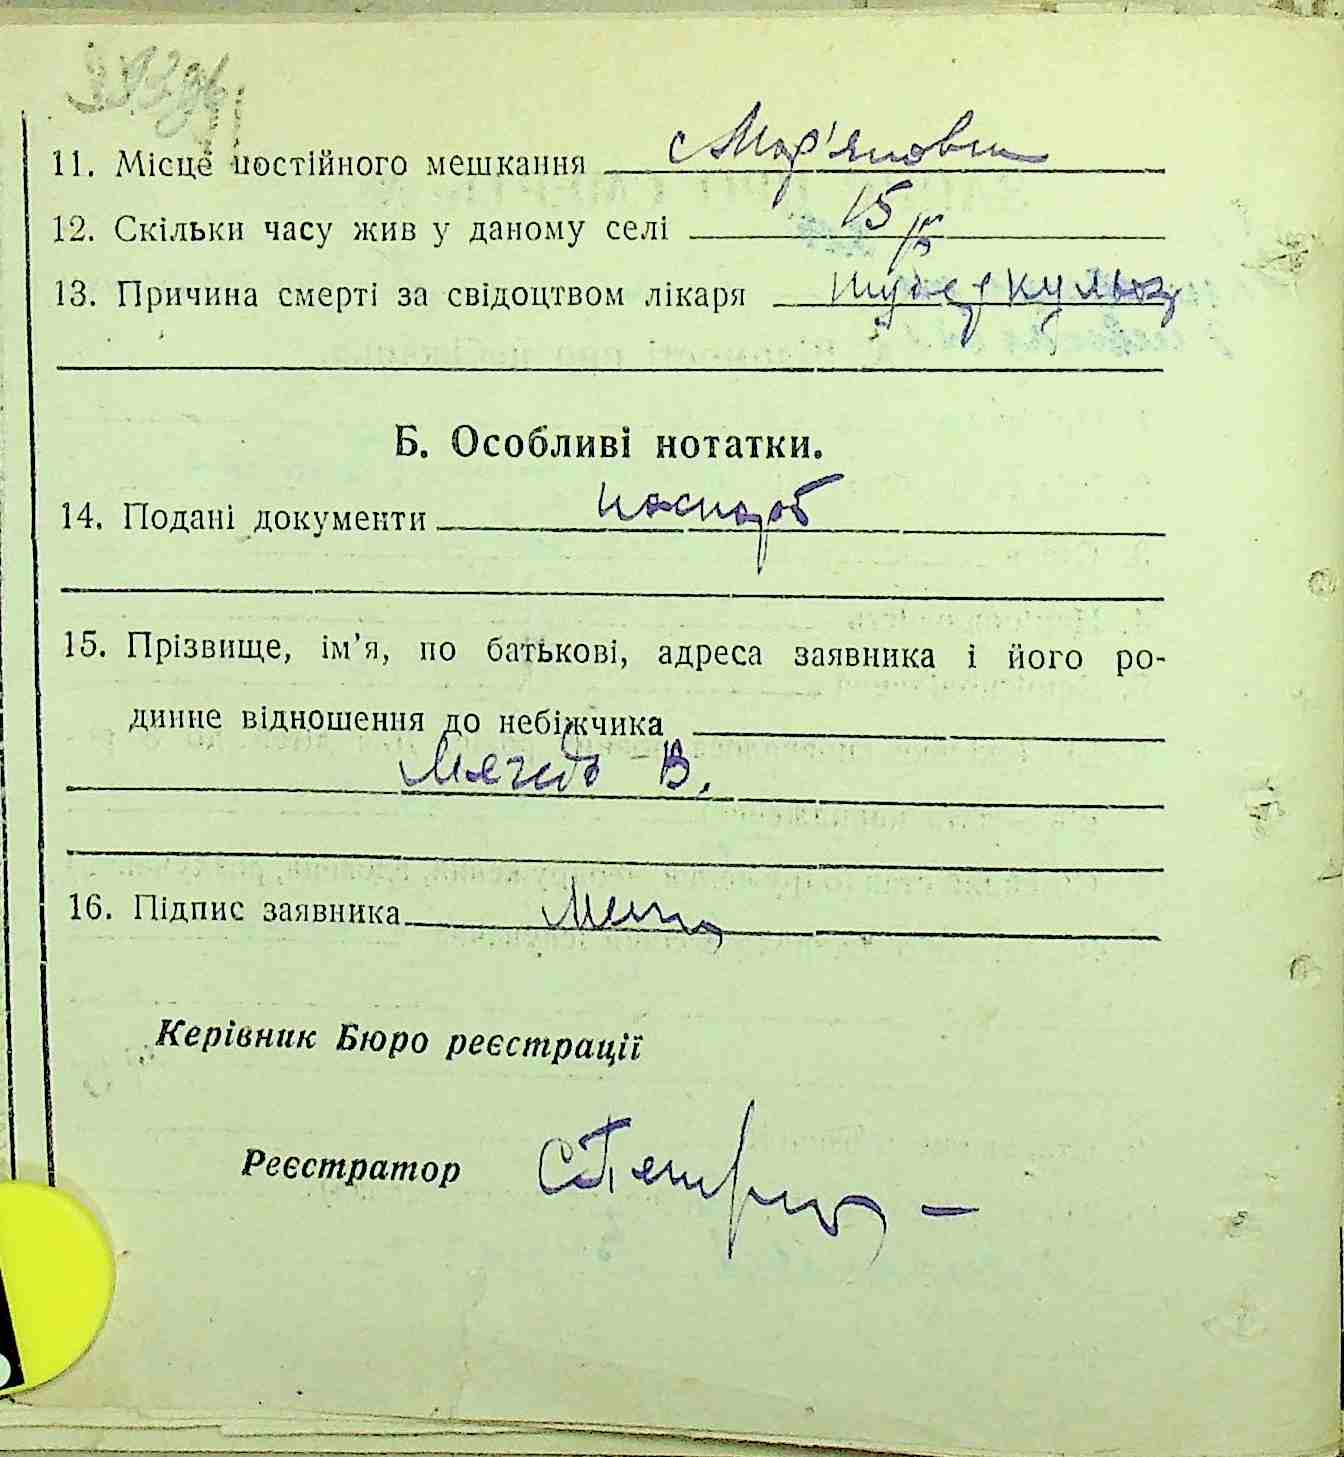 11. Місце постійного мешкання с Мар'яновка
12. Скільки часу жив у даному селі 15
13. Причина смерті за свідоцтвом лікаря туберкульоз
Б. Особливі нотатки.
14. Подані документи паспорт
15. Прізвище, ім'я, по батькові, адреса заявника і його ро-
динне відношення до небіжчика
В.
16. Підпис заявника
Керівник Бюро реєстрації
Реєстратор